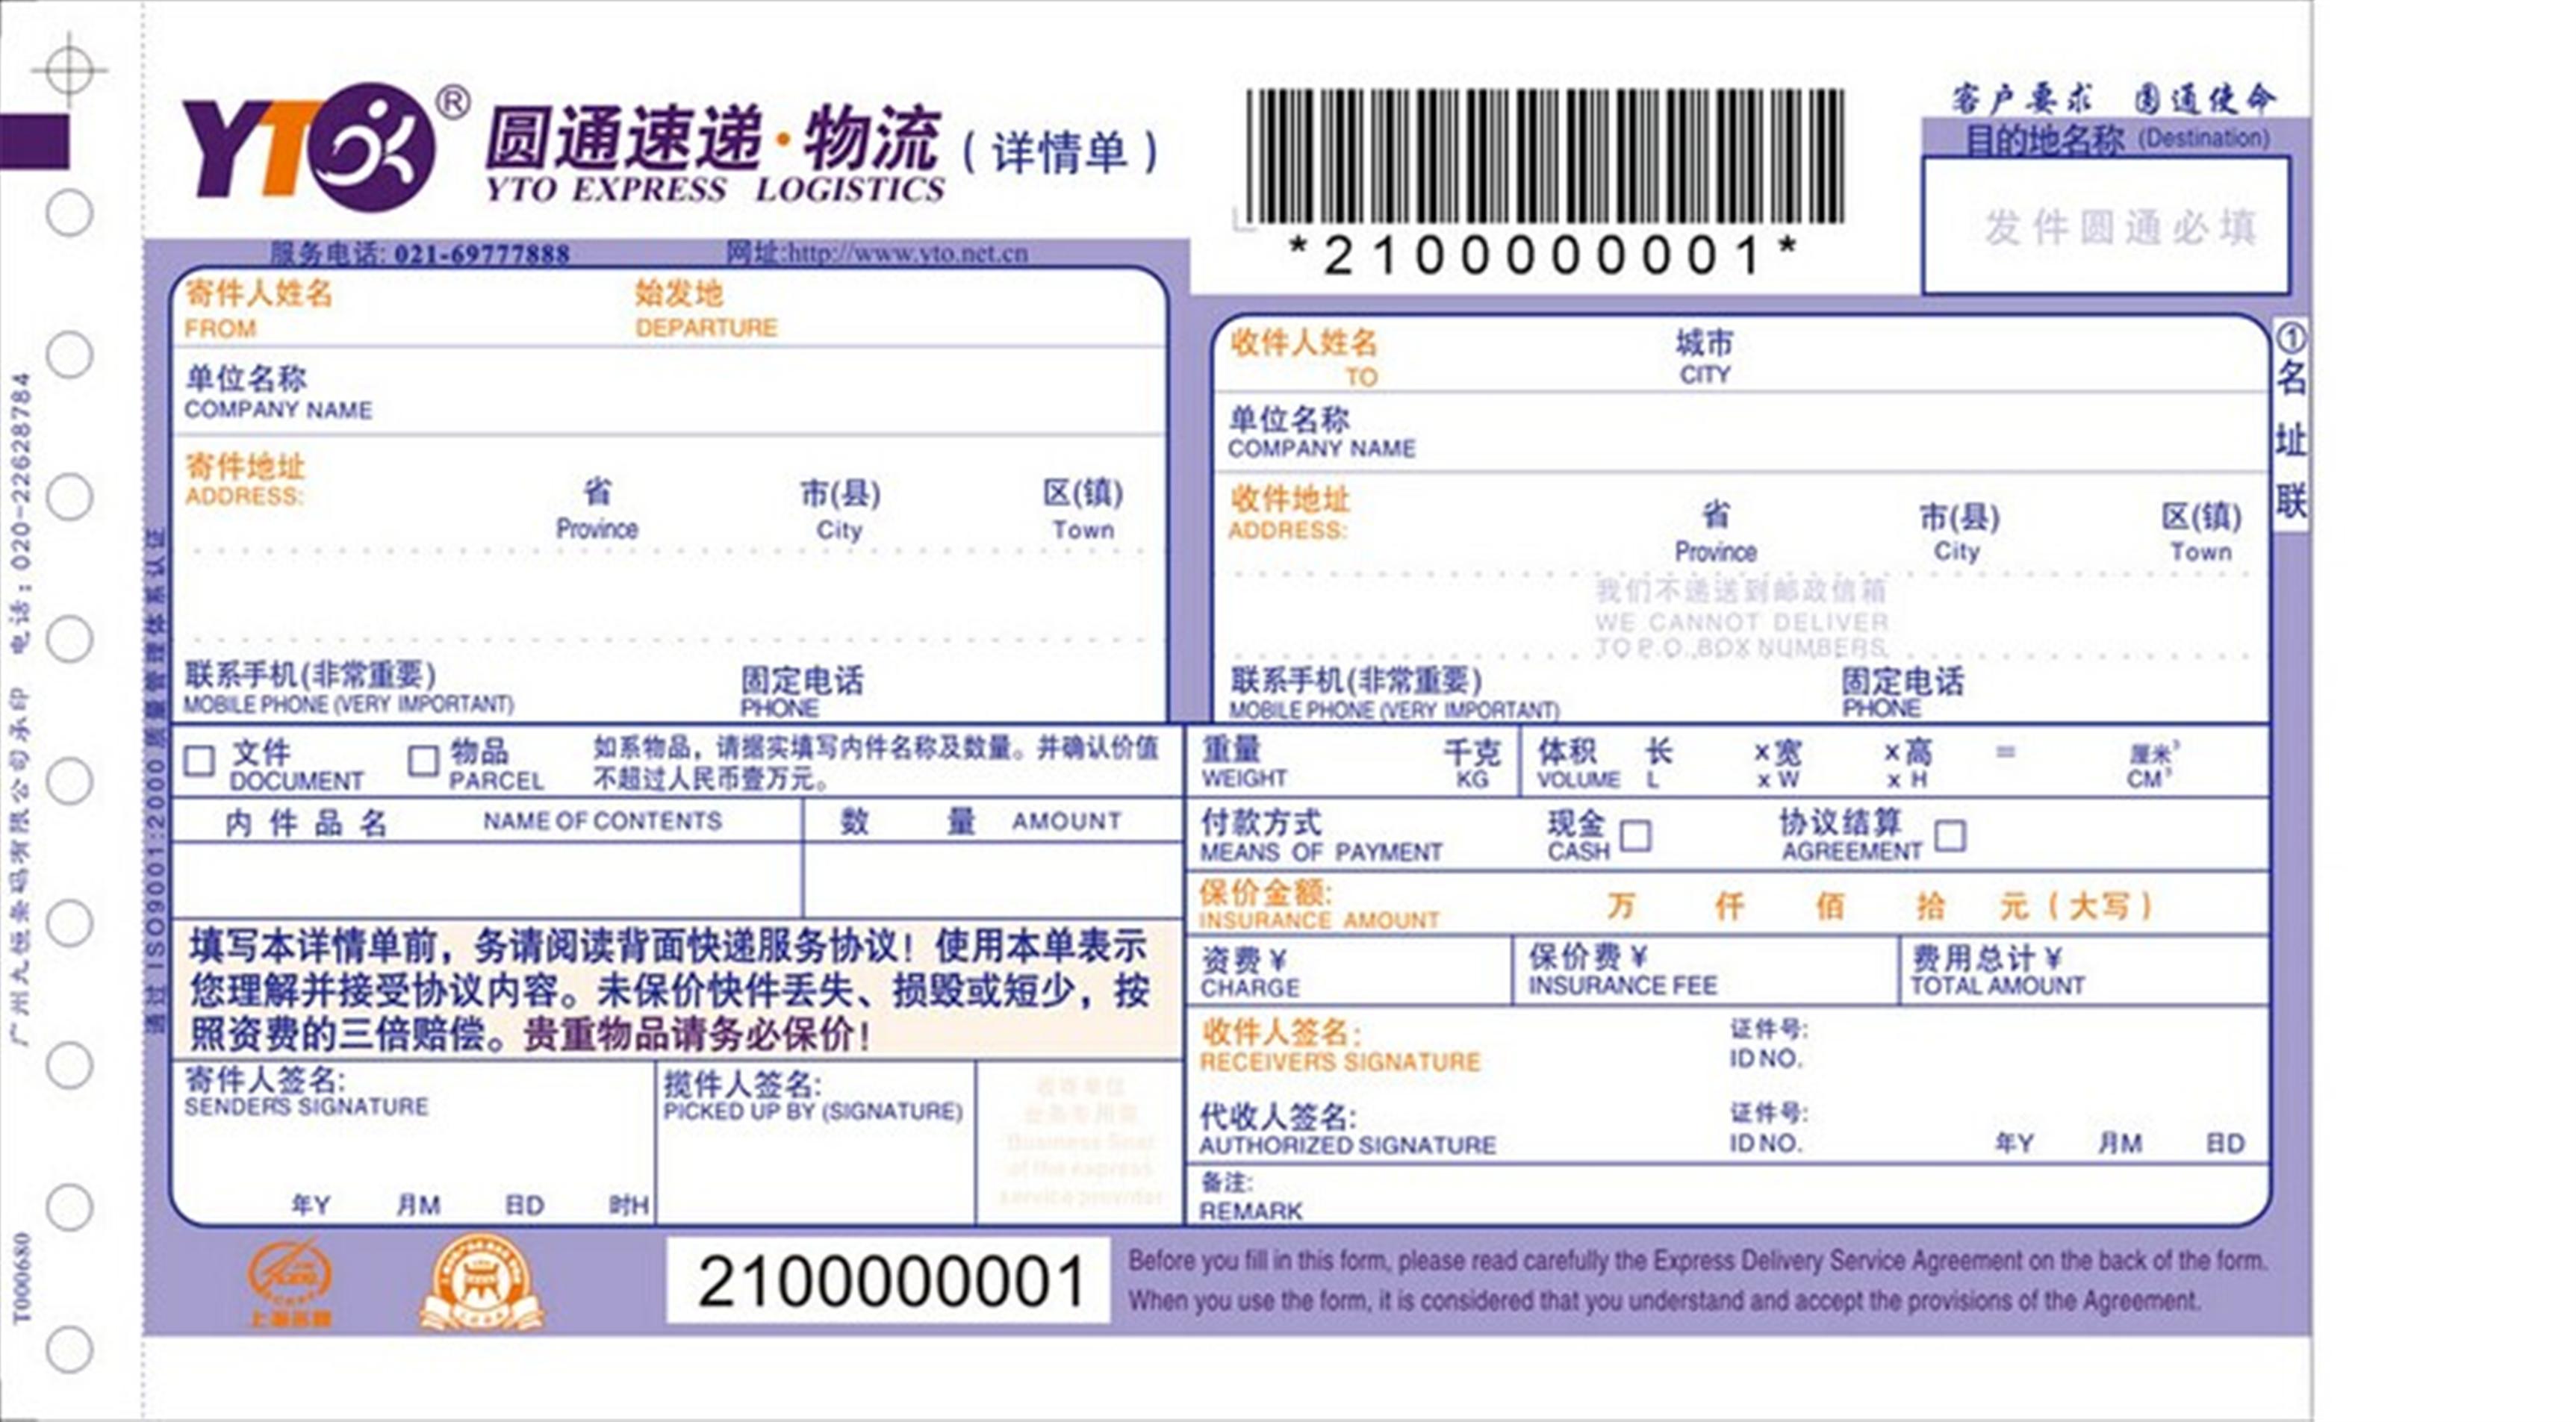 YTO® 圆通速递·物流(详情单)
YTO EXPRESS LOGISTICS
*2100000001*
客户要求 圆通使命
目的地名称 (Destination)
发件圆通必填
服务电话: 021-69777888 网址:http://www.yto.net.cn
寄件人姓名 始发地
FROM DEPARTURE
单位名称
COMPANY NAME
寄件地址 省 市(县) 区(镇)
ADDRESS: Province City Town
联系手机(非常重要) 固定电话
MOBILE PHONE (VERY IMPORTANT) PHONE
收件人姓名 城市
TO CITY
单位名称
COMPANY NAME
收件地址 省 市(县) 区(镇)
ADDRESS: Province City Town
我们不递送到邮政信箱
WE CANNOT DELIVER
TO P.O. BOX NUMBERS
联系手机(非常重要) 固定电话
MOBILE PHONE (VERY IMPORTANT) PHONE
①名址联
文件 物品 如系物品，请据实填写内件名称及数量。并确认价值
DOCUMENT PARCEL 不超过人民币壹万元。
内件品名 NAME OF CONTENTS 数 量 AMOUNT
填写本详情单前，务请阅读背面快递服务协议！使用本单表示
您理解并接受协议内容。未保价快件丢失、损毁或短少，按
照资费的三倍赔偿。贵重物品请务必保价！
寄件人签名: 揽件人签名:
SENDER'S SIGNATURE PICKED UP BY (SIGNATURE)
收寄单位
业务专用章
Business Seal
of the express
service provider
年Y 月M 日D 时H
重量 千克 体积 长 x宽 x高 = 厘米³
WEIGHT KG VOLUME L x W x H CM³
付款方式 现金 协议结算
MEANS OF PAYMENT CASH AGREEMENT
保价金额: 万 仟 佰 拾 元(大写)
INSURANCE AMOUNT
资费¥ 保价费¥ 费用总计¥
CHARGE INSURANCE FEE TOTAL AMOUNT
收件人签名: 证件号:
RECEIVER'S SIGNATURE ID NO.
代收人签名: 证件号:
AUTHORIZED SIGNATURE ID NO. 年Y 月M 日D
备注:
REMARK
2100000001
Before you fill in this form, please read carefully the Express Delivery Service Agreement on the back of the form.
When you use the form, it is considered that you understand and accept the provisions of the Agreement.
通过 ISO9001:2000 质量管理体系认证
广州九恒条码有限公司承印 电话:020-22628784
T000680